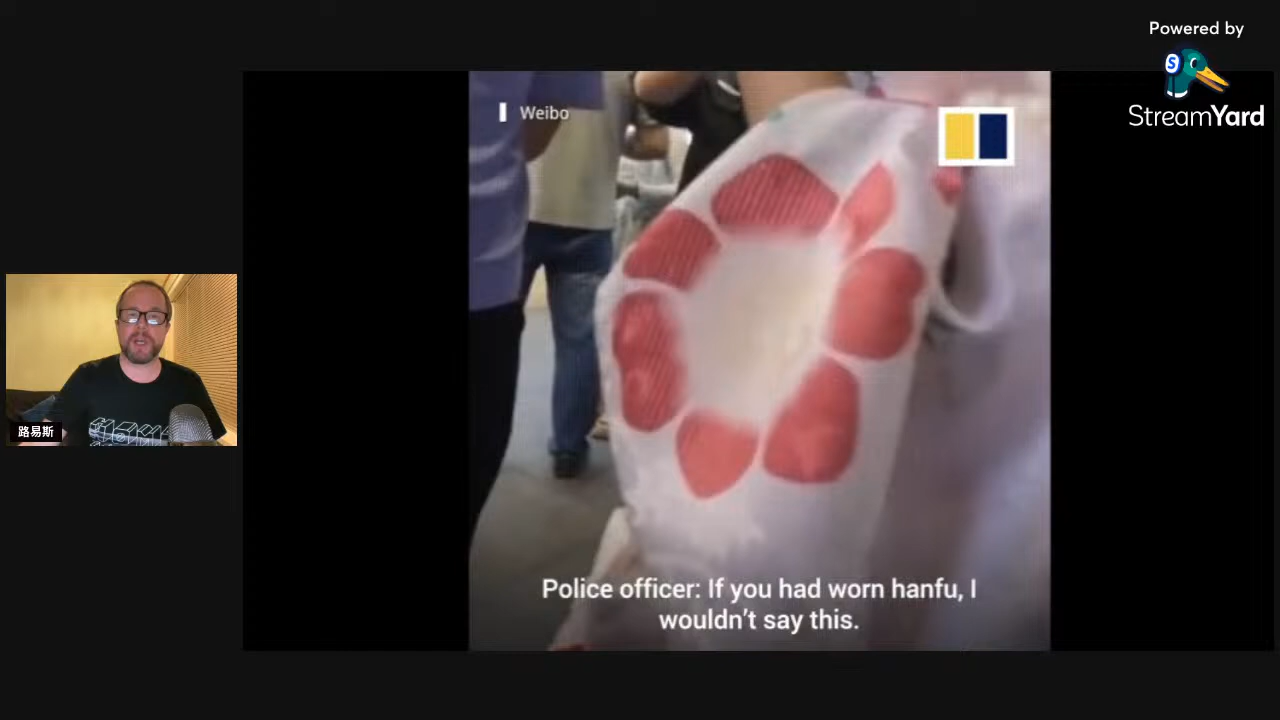 Powered by
S
StreamYard
Weibo
路易斯
Police officer: If you had worn hanfu, I
wouldn't say this.